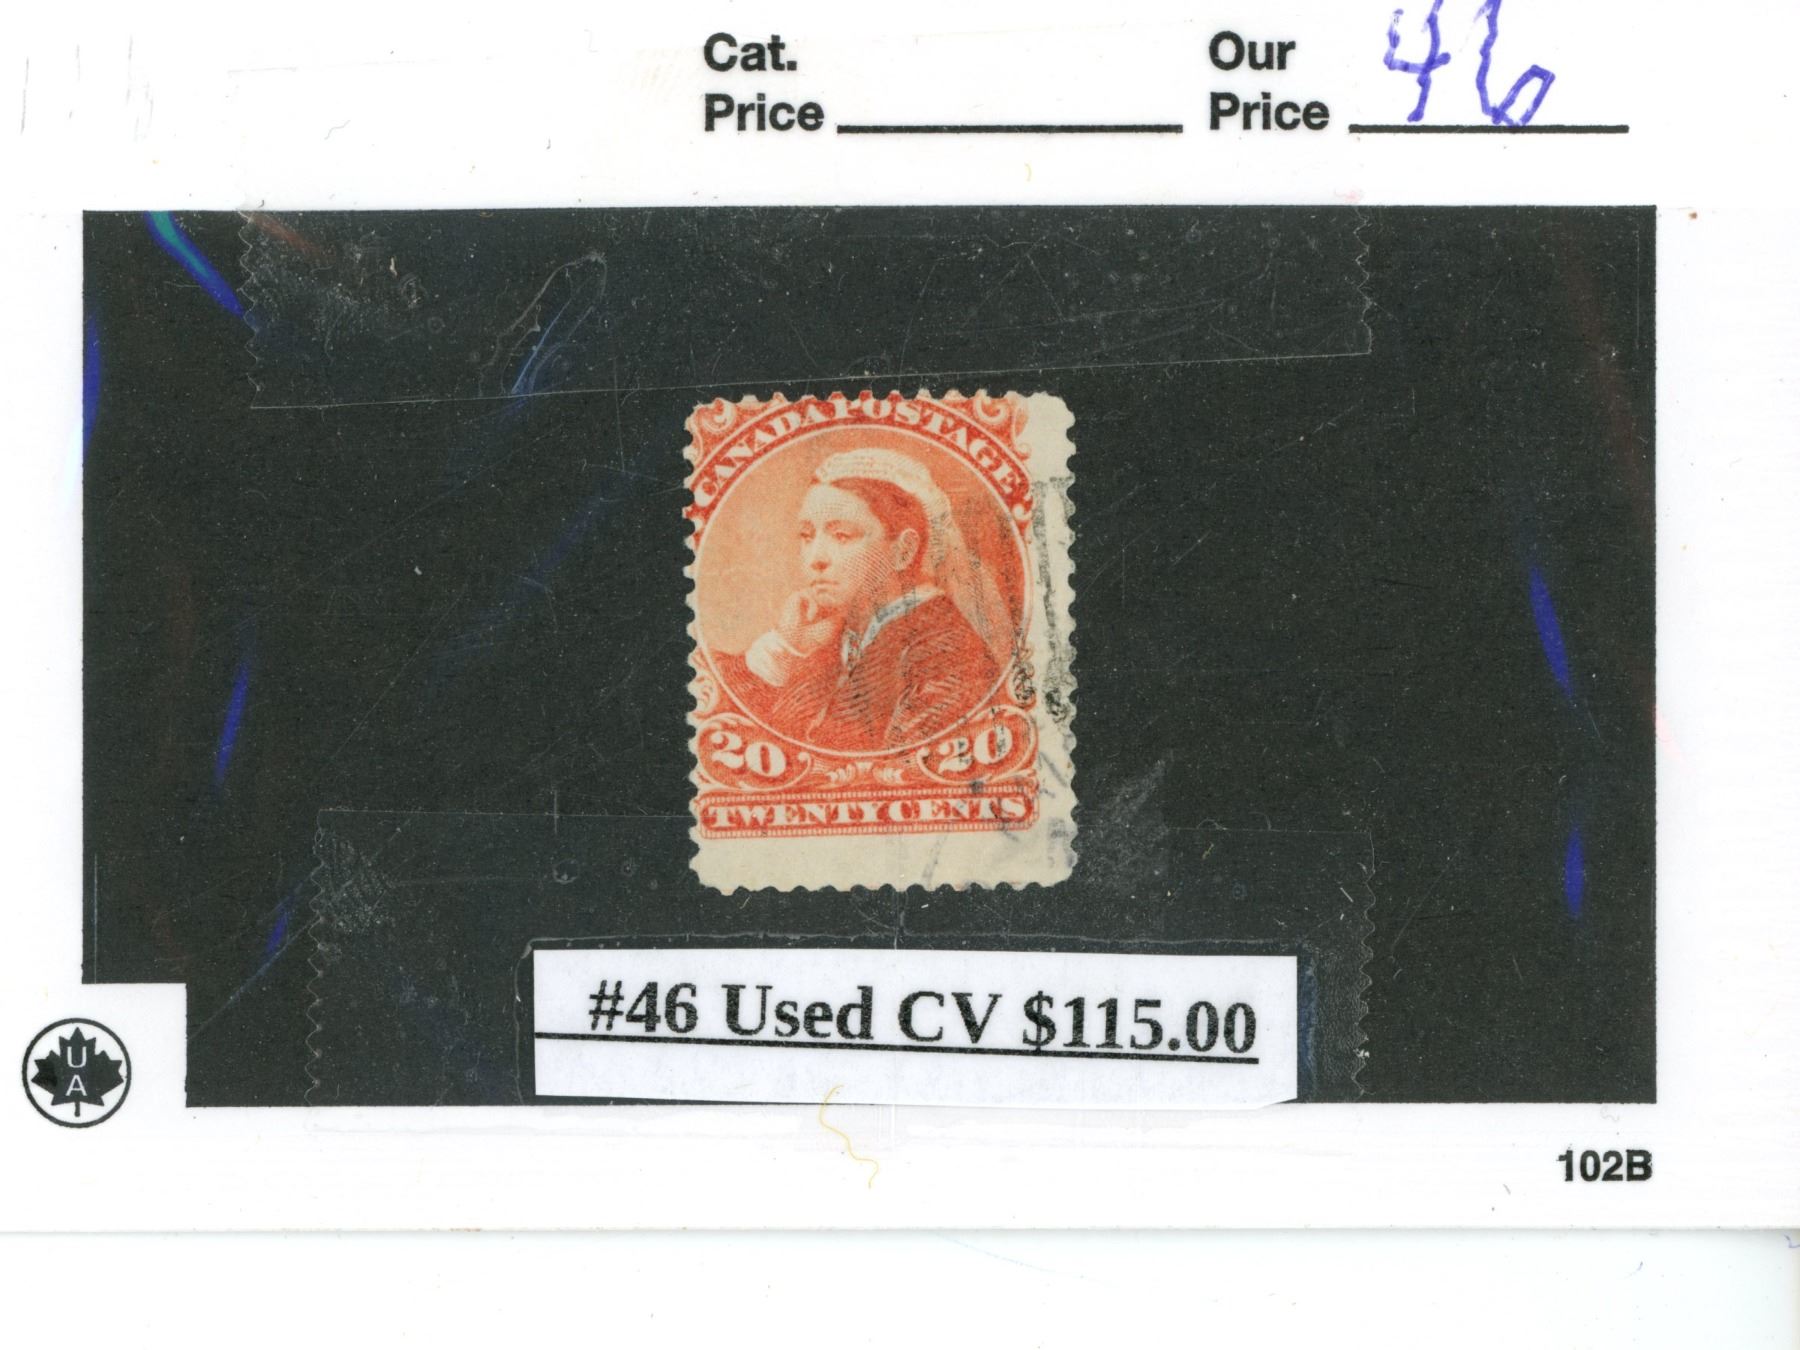 Cat.
Price
Our
Price 46
CANADA POSTAGE
20 20
TWENTY CENTS
#46 Used CV $115.00
U
A
102B